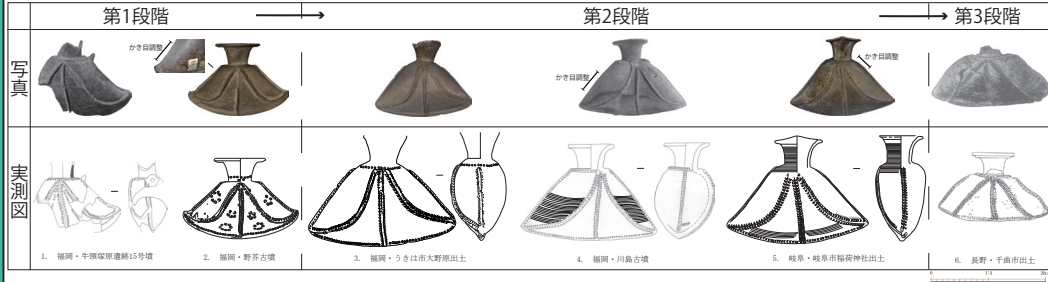 第1段階
第2段階
第3段階
写真
かき目調整
かき目調整
かき目調整
実測図
1. 福岡・牛頸塚原遺跡15号墳
2. 福岡・野芥古墳
3. 福岡・うきは市大野原出土
4. 福岡・川島古墳
5. 岐阜・岐阜市稲荷神社出土
6. 長野・千曲市出土
0